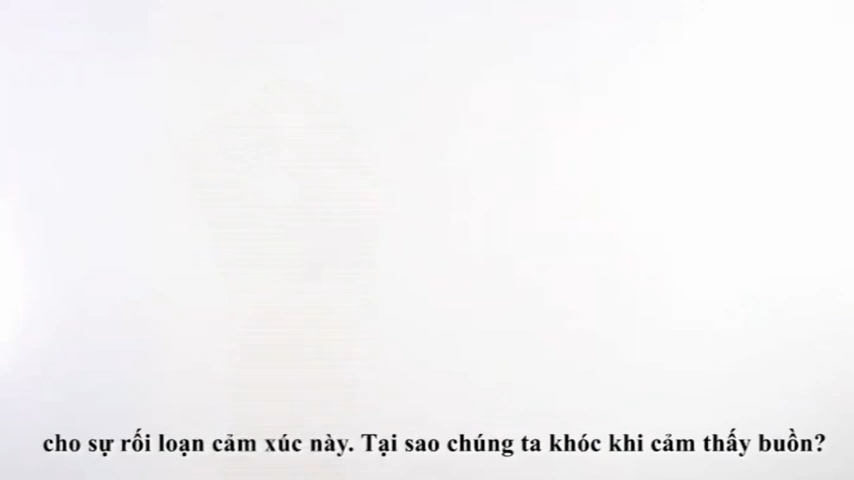 cho sự rối loạn cảm xúc này. Tại sao chúng ta khóc khi cảm thấy buồn?